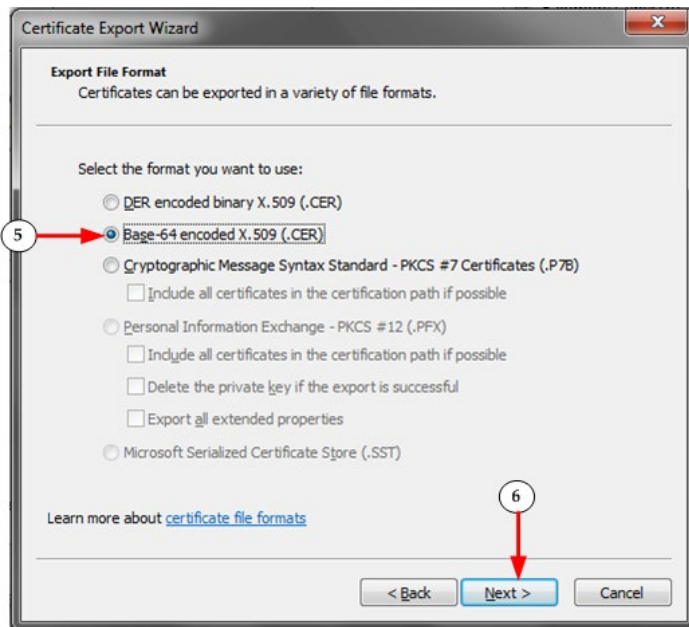 Certificate Export Wizard
Export File Format
Certificates can be exported in a variety of file formats.
Select the format you want to use:
DER encoded binary X.509 (.CER)
5
Base-64 encoded X.509 (.CER)
Cryptographic Message Syntax Standard - PKCS #7 Certificates (.P7B)
Include all certificates in the certification path if possible
Personal Information Exchange - PKCS #12 (.PFX)
Include all certificates in the certification path if possible
Delete the private key if the export is successful
Export all extended properties
Microsoft Serialized Certificate Store (.SST)
6
Learn more about certificate file formats
< Back Next > Cancel